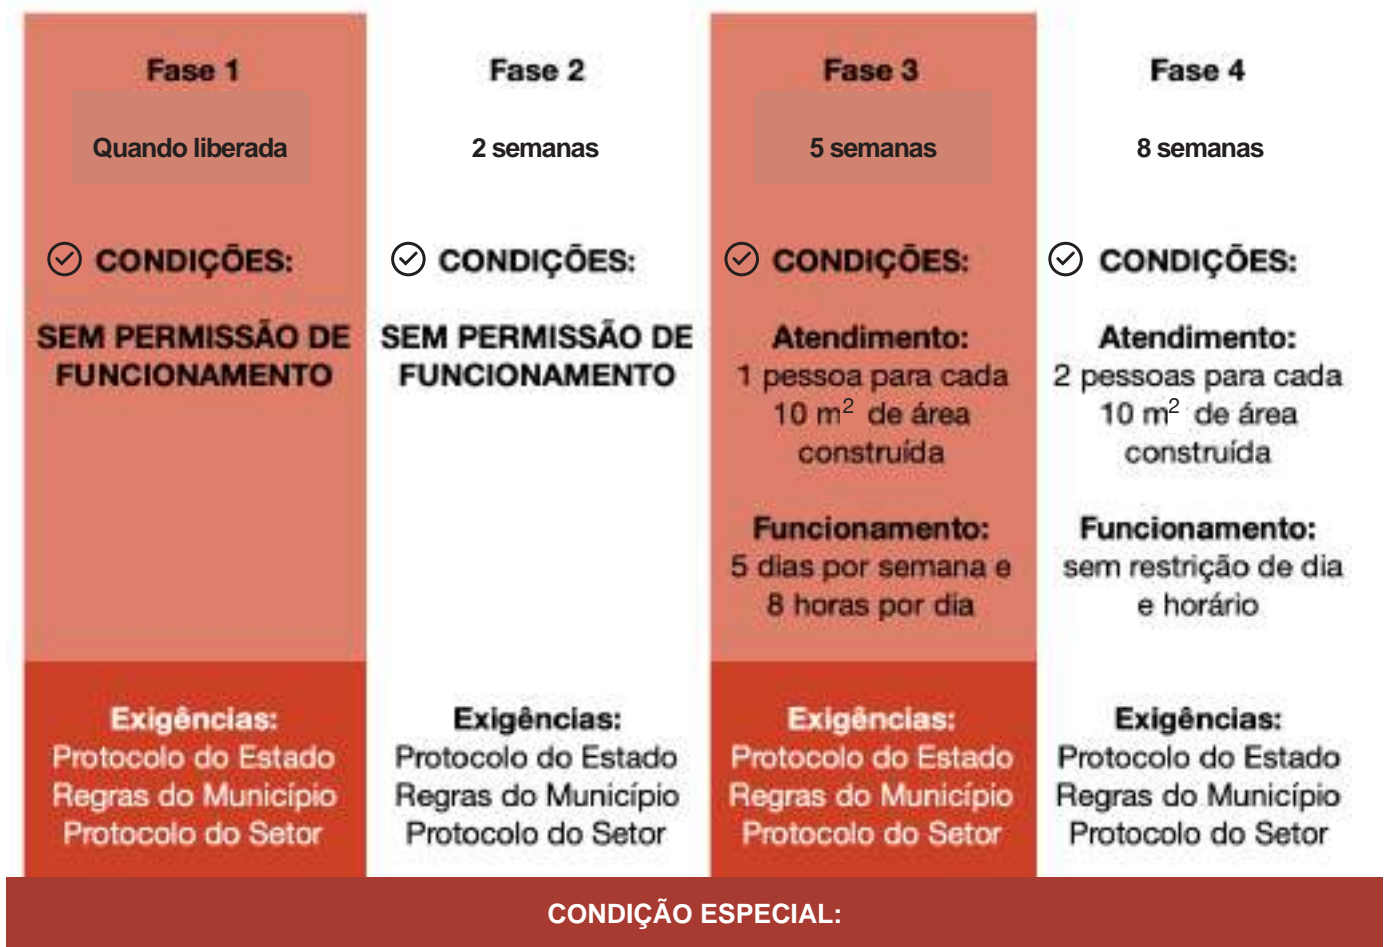 Fase 1
Quando liberada
CONDIÇÕES:
SEM PERMISSÃO DE
FUNCIONAMENTO
Exigências:
Protocolo do Estado
Regras do Município
Protocolo do Setor
Fase 2
2 semanas
CONDIÇÕES:
SEM PERMISSÃO DE
FUNCIONAMENTO
Exigências:
Protocolo do Estado
Regras do Município
Protocolo do Setor
Fase 3
5 semanas
CONDIÇÕES:
Atendimento:
1 pessoa para cada
10 m² de área
construída
Funcionamento:
5 dias por semana e
8 horas por dia
Exigências:
Protocolo do Estado
Regras do Município
Protocolo do Setor
Fase 4
8 semanas
CONDIÇÕES:
Atendimento:
2 pessoas para cada
10 m² de área
construída
Funcionamento:
sem restrição de dia
e horário
Exigências:
Protocolo do Estado
Regras do Município
Protocolo do Setor
CONDIÇÃO ESPECIAL: